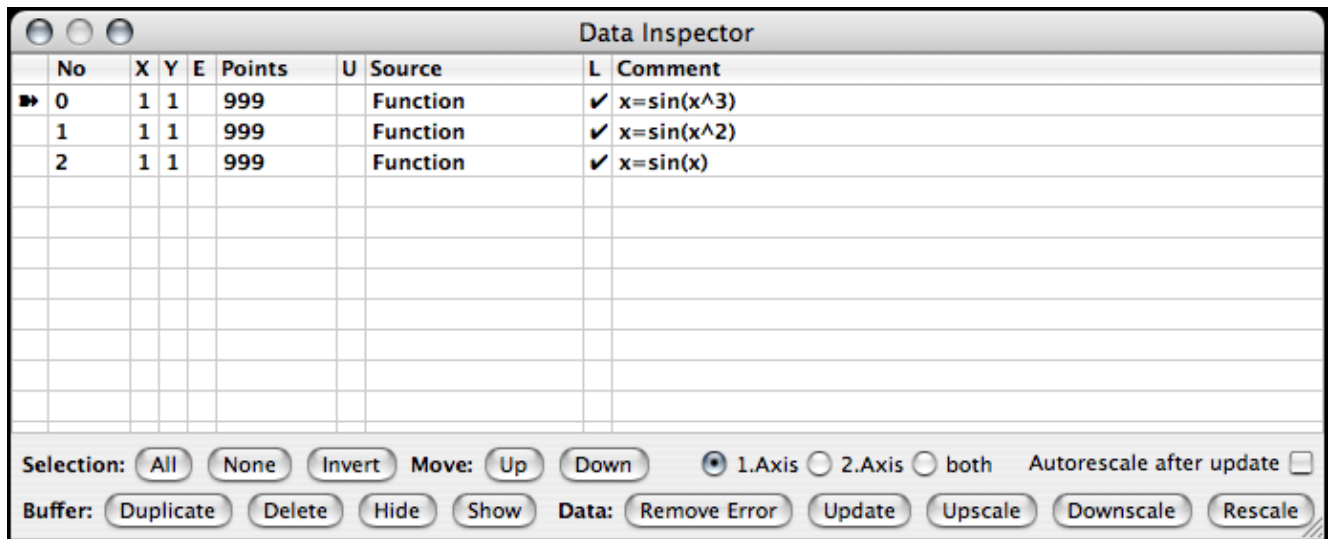 Data Inspector
No X Y E Points U Source L Comment
0 1 1 999 Function ✔ x=sin(x^3)
1 1 1 999 Function ✔ x=sin(x^2)
2 1 1 999 Function ✔ x=sin(x)
Selection: All None Invert Move: Up Down 1.Axis 2.Axis both Autorescale after update
Buffer: Duplicate Delete Hide Show Data: Remove Error Update Upscale Downscale Rescale